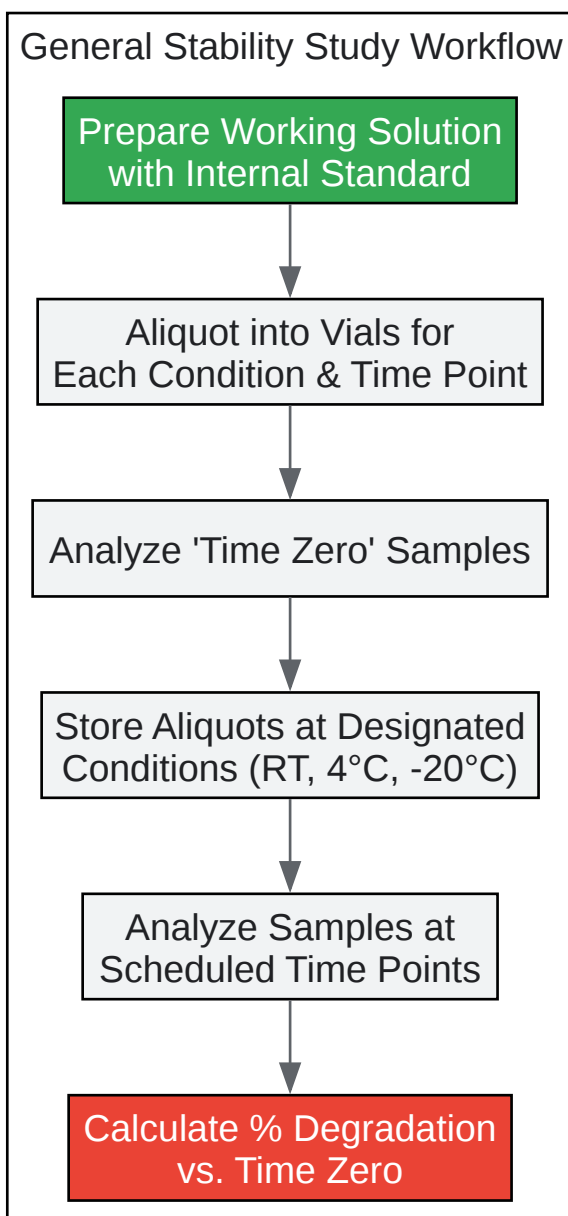 General Stability Study Workflow
Prepare Working Solution
with Internal Standard
Aliquot into Vials for
Each Condition & Time Point
Analyze 'Time Zero' Samples
Store Aliquots at Designated
Conditions (RT, 4°C, -20°C)
Analyze Samples at
Scheduled Time Points
Calculate % Degradation
vs. Time Zero